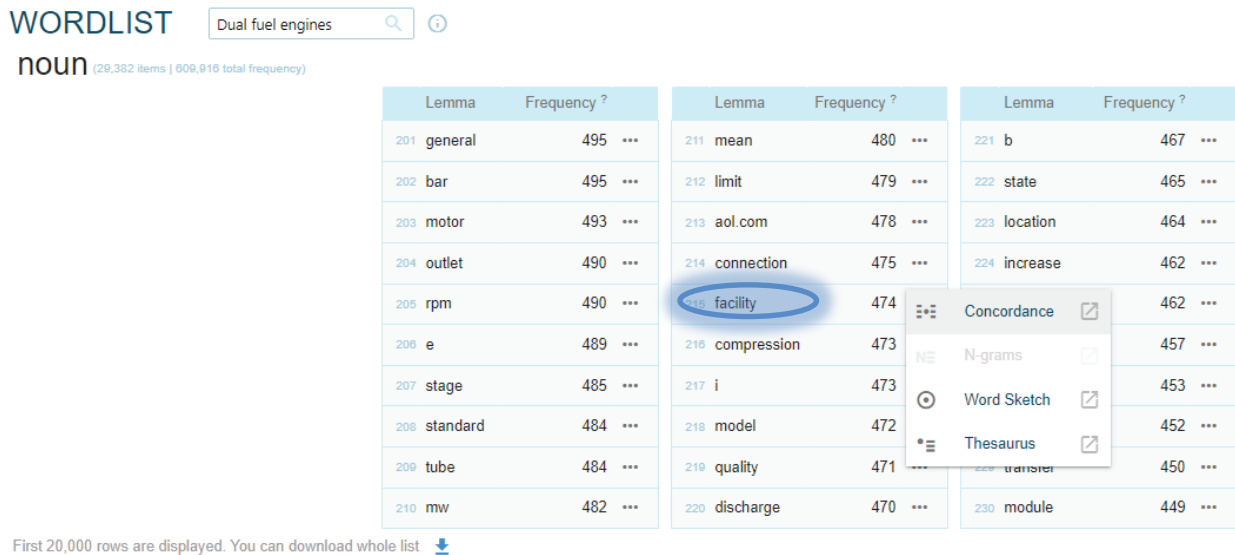 WORDLIST Dual fuel engines
noun (29,382 items | 609,916 total frequency)
Lemma Frequency ? Lemma Frequency ? Lemma Frequency ?
201 general 495 ••• 211 mean 480 ••• 221 b 467 •••
202 bar 495 ••• 212 limit 479 ••• 222 state 465 •••
203 motor 493 ••• 213 aol.com 478 ••• 223 location 464 •••
204 outlet 490 ••• 214 connection 475 ••• 224 increase 462 •••
205 rpm 490 ••• 215 facility 474 Concordance 462 •••
206 e 489 ••• 216 compression 473 N-grams 457 •••
207 stage 485 ••• 217 i 473 Word Sketch 453 •••
208 standard 484 ••• 218 model 472 Thesaurus 452 •••
209 tube 484 ••• 219 quality 471 ••• 229 transfer 450 •••
210 mw 482 ••• 220 discharge 470 ••• 230 module 449 •••
First 20,000 rows are displayed. You can download whole list